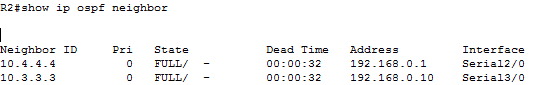 R2#show ip ospf neighbor
Neighbor ID     Pri   State           Dead Time   Address         Interface
10.4.4.4          0   FULL/  -        00:00:32    192.168.0.1     Serial2/0
10.3.3.3          0   FULL/  -        00:00:32    192.168.0.10    Serial3/0